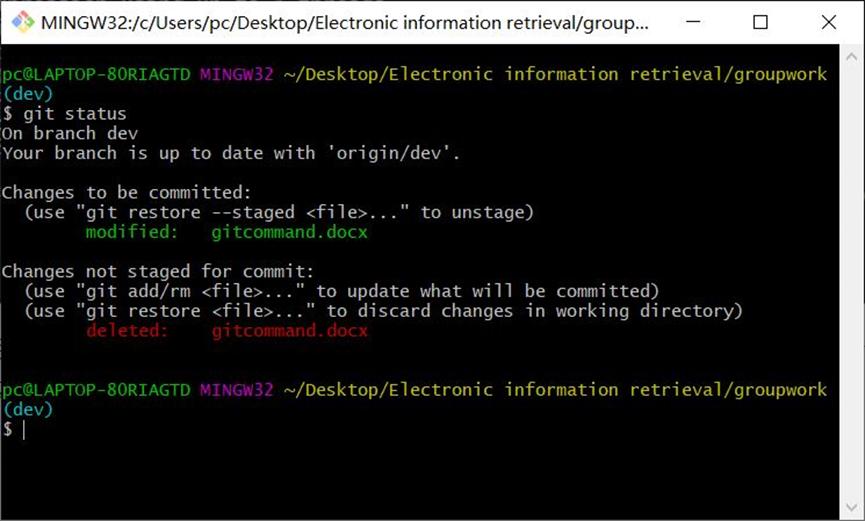 MINGW32:/c/Users/pc/Desktop/Electronic information retrieval/group...
pc@LAPTOP-8ORIAGTD MINGW32 ~/Desktop/Electronic information retrieval/groupwork
(dev)
$ git status
On branch dev
Your branch is up to date with 'origin/dev'.
Changes to be committed:
(use "git restore --staged <file>..." to unstage)
modified: gitcommand.docx
Changes not staged for commit:
(use "git add/rm <file>..." to update what will be committed)
(use "git restore <file>..." to discard changes in working directory)
deleted: gitcommand.docx
pc@LAPTOP-8ORIAGTD MINGW32 ~/Desktop/Electronic information retrieval/groupwork
(dev)
$